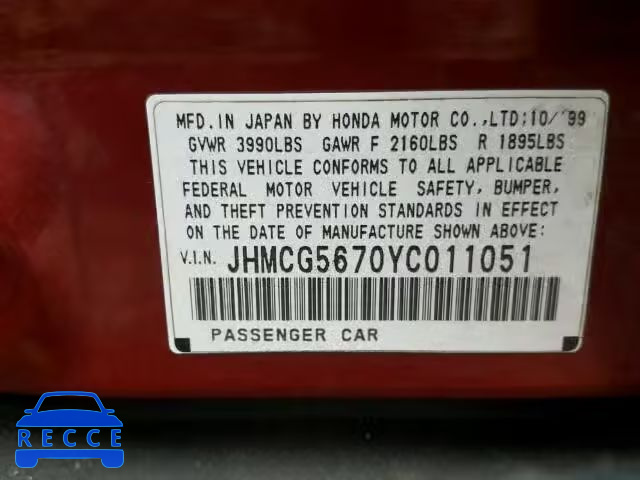 MFD.IN JAPAN BY HONDA MOTOR CO.,LTD;10/'99
GVWR 3990LBS GAWR F 2160LBS R 1895LBS
THIS VEHICLE CONFORMS TO ALL APPLICABLE
FEDERAL MOTOR VEHICLE SAFETY, BUMPER,
AND THEFT PREVENTION STANDARDS IN EFFECT
ON THE DATE OF MANUFACTURE SHOWN ABOVE:
V.I.N. JHMCG5670YC011051
PASSENGER CAR
RECCE